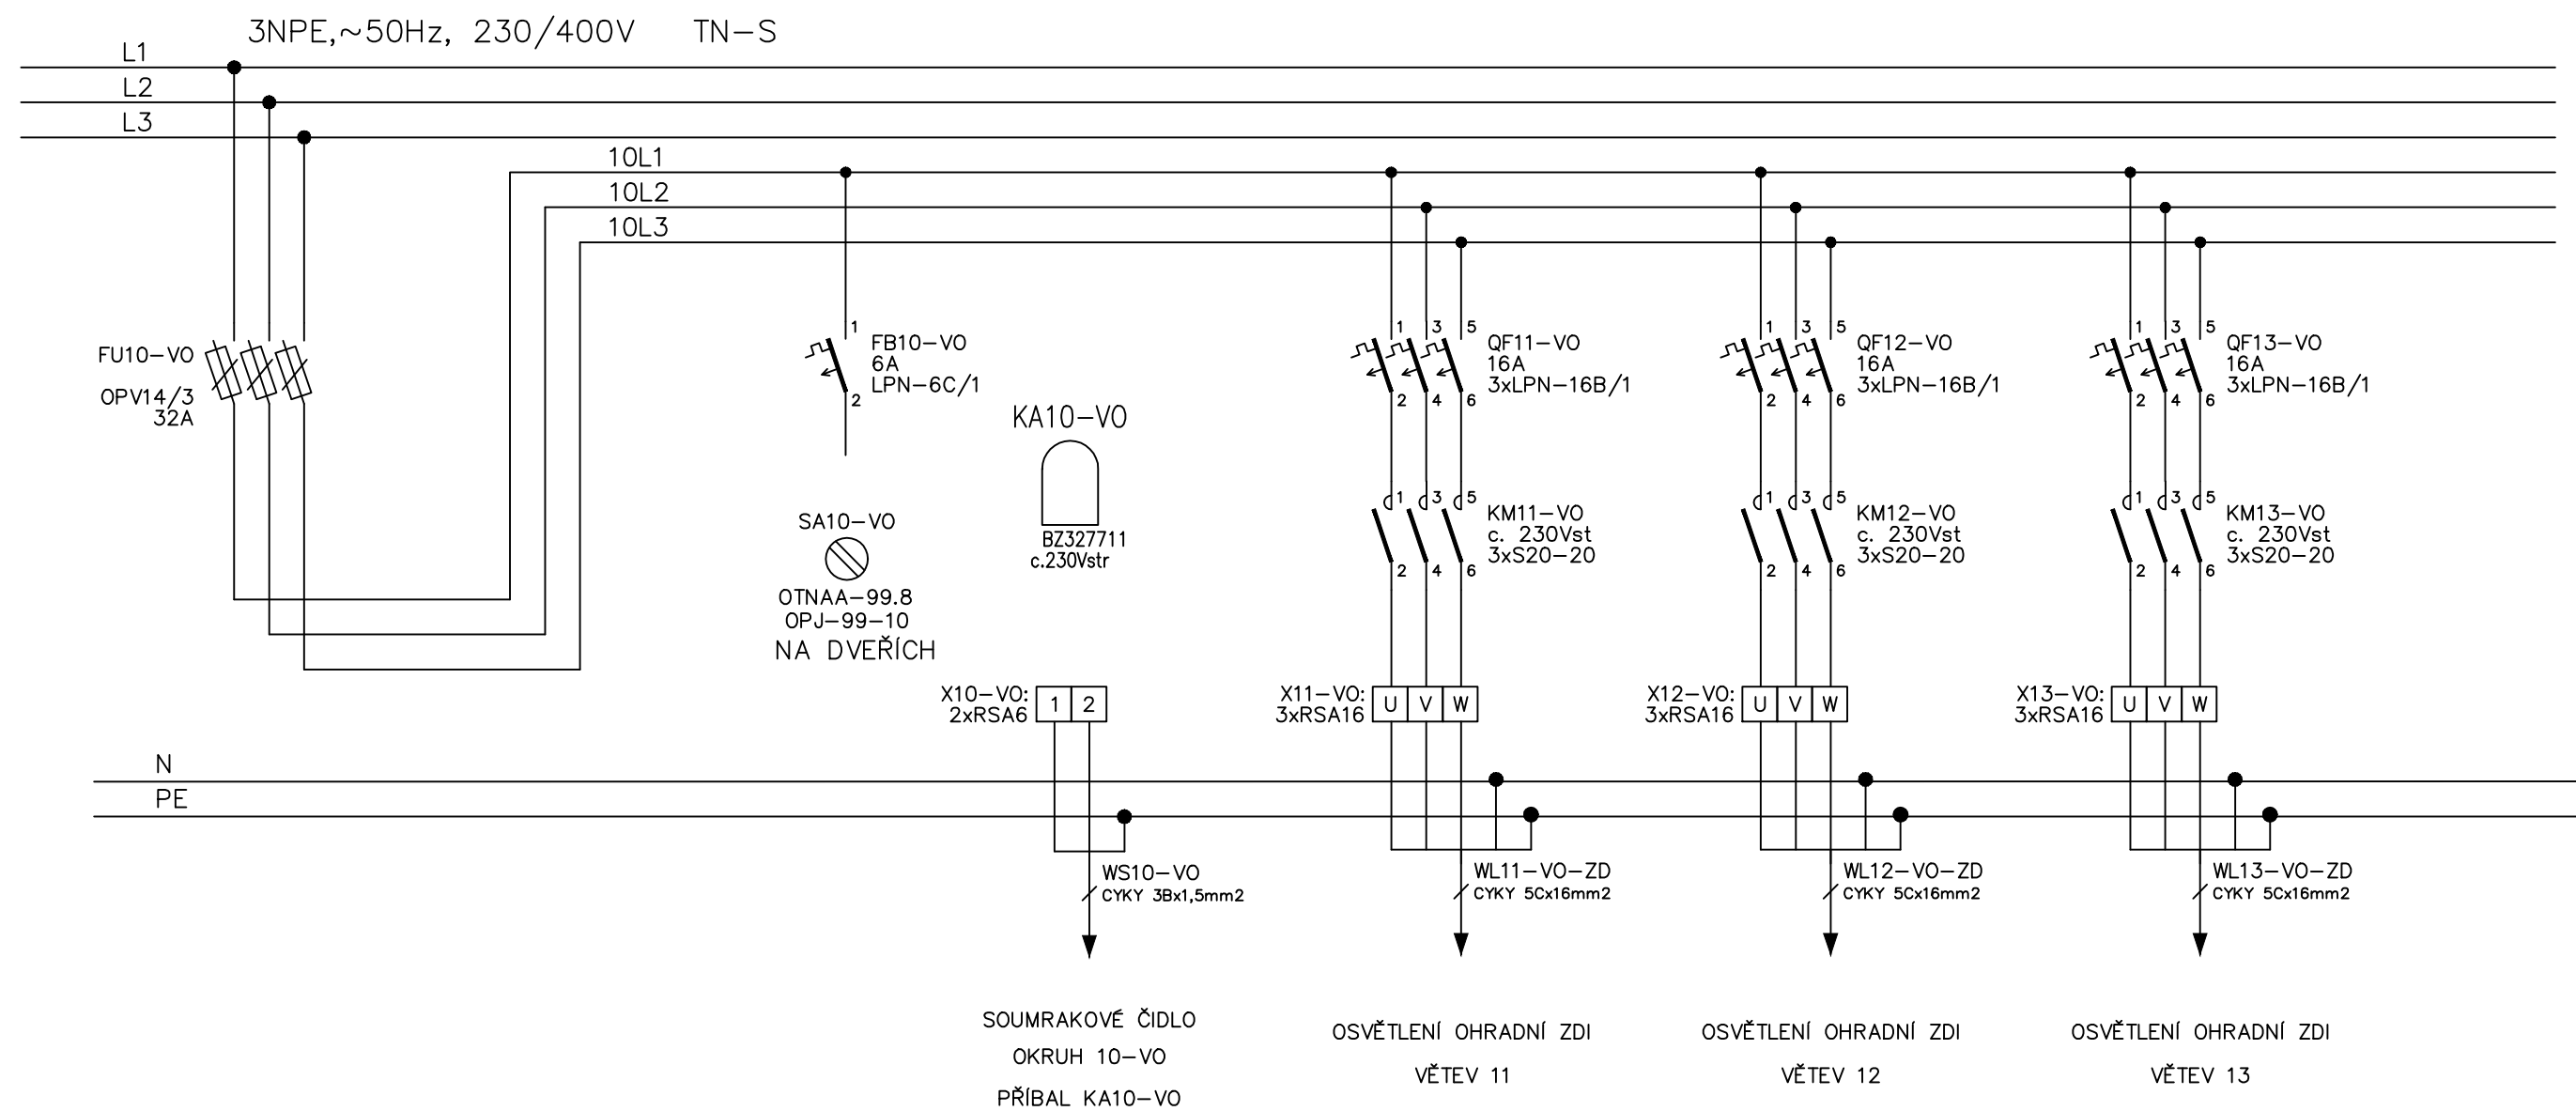 3NPE,~50Hz, 230/400V TN-S
L1
L2
L3
10L1
10L2
10L3
FU10-VO
OPV14/3
32A
1
FB10-VO
6A
LPN-6C/1
2
KA10-VO
BZ327711
c.230Vstr
SA10-VO
OTNAA-99.8
OPJ-99-10
NA DVEŘÍCH
1 3 5
QF11-VO
16A
3xLPN-16B/1
2 4 6
1 3 5
KM11-VO
c. 230Vst
3xS20-20
2 4 6
1 3 5
QF12-VO
16A
3xLPN-16B/1
2 4 6
1 3 5
KM12-VO
c. 230Vst
3xS20-20
2 4 6
1 3 5
QF13-VO
16A
3xLPN-16B/1
2 4 6
1 3 5
KM13-VO
c. 230Vst
3xS20-20
2 4 6
X10-VO: 1 2
2xRSA6
X11-VO: U V W
3xRSA16
X12-VO: U V W
3xRSA16
X13-VO: U V W
3xRSA16
N
PE
WS10-VO
CYKY 3Bx1,5mm2
WL11-VO-ZD
CYKY 5Cx16mm2
WL12-VO-ZD
CYKY 5Cx16mm2
WL13-VO-ZD
CYKY 5Cx16mm2
SOUMRAKOVÉ ČIDLO
OKRUH 10-VO
PŘÍBAL KA10-VO
OSVĚTLENÍ OHRADNÍ ZDI
VĚTEV 11
OSVĚTLENÍ OHRADNÍ ZDI
VĚTEV 12
OSVĚTLENÍ OHRADNÍ ZDI
VĚTEV 13